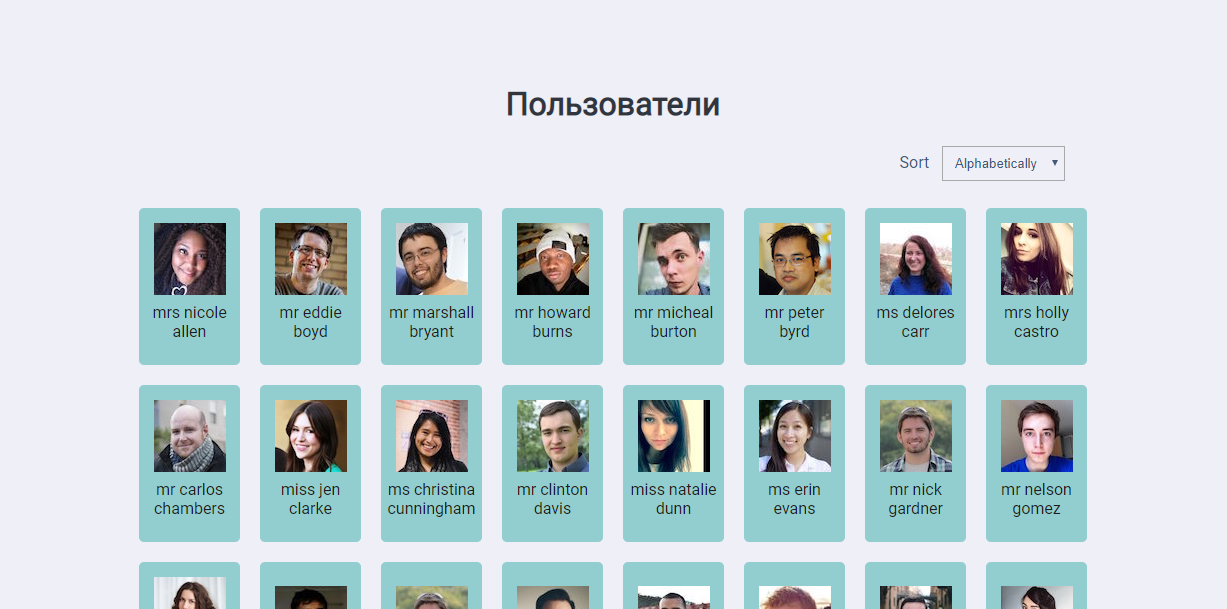 Пользователи
Sort Alphabetically
mrs nicole
allen
mr eddie
boyd
mr marshall
bryant
mr howard
burns
mr micheal
burton
mr peter
byrd
ms delores
carr
mrs holly
castro
mr carlos
chambers
miss jen
clarke
ms christina
cunningham
mr clinton
davis
miss natalie
dunn
ms erin
evans
mr nick
gardner
mr nelson
gomez